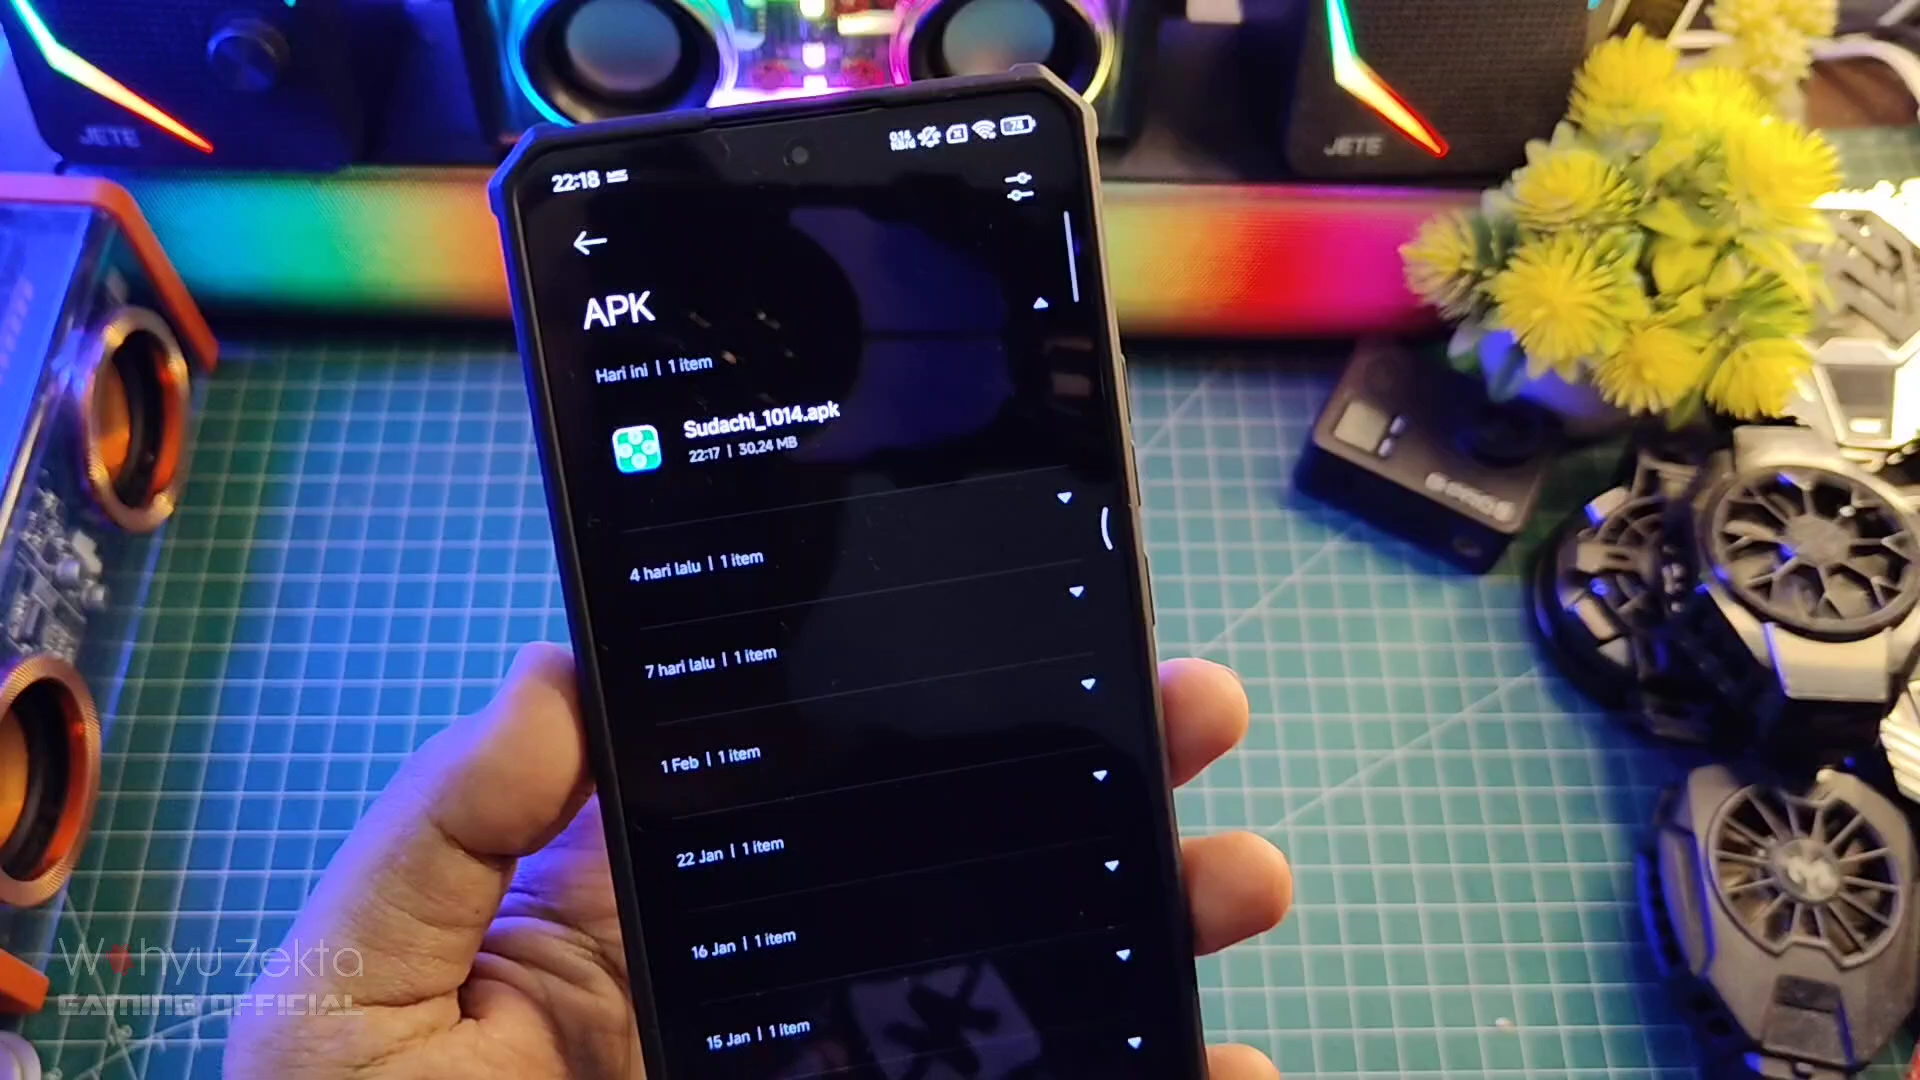 JETE
JETE
22:18
74
APK
Hari ini | 1 item
Sudachi_1014.apk
22:17 | 30,24 MB
4 hari lalu | 1 item
7 hari lalu | 1 item
1 Feb | 1 item
22 Jan | 1 item
16 Jan | 1 item
15 Jan | 1 item
Wahyu Zekta
GAMING OFFICIAL